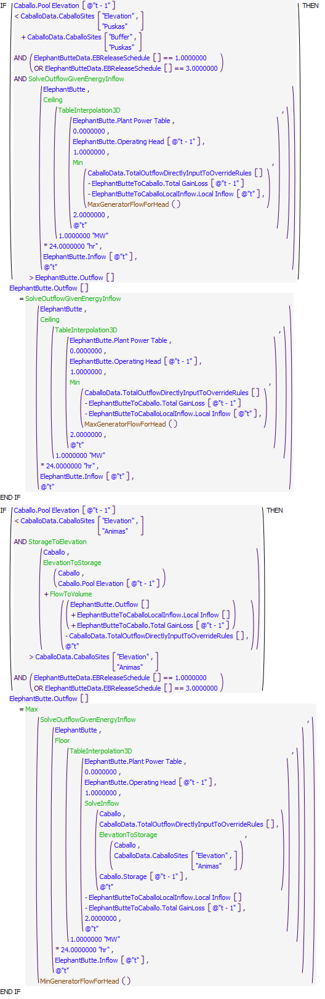 IF Caballo.Pool Elevation [ @"t - 1" ] THEN
< CaballoData.CaballoSites [ "Elevation" ,
"Puskas" ]
+ CaballoData.CaballoSites [ "Buffer" ,
"Puskas" ]
AND ( ElephantButteData.EBReleaseSchedule [] == 1.0000000
OR ElephantButteData.EBReleaseSchedule [] == 3.0000000 )
AND SolveOutflowGivenEnergyInflow
ElephantButte ,
Ceiling
TableInterpolation3D ,
ElephantButte.Plant Power Table ,
0.0000000 ,
ElephantButte.Operating Head [ @"t - 1" ] ,
1.0000000 ,
Min ,
CaballoData.TotalOutflowDirectlyInputToOverrideRules []
- ElephantButteToCaballo.Total GainLoss [ @"t - 1" ]
- ElephantButteToCaballoLocalInflow.Local Inflow [ @"t" ] ,
MaxGeneratorFlowForHead ()
2.0000000 ,
@"t"
1.0000000 "MW"
* 24.0000000 "hr" ,
ElephantButte.Inflow [ @"t" ] ,
@"t"
> ElephantButte.Outflow []
ElephantButte.Outflow []
= SolveOutflowGivenEnergyInflow
ElephantButte ,
Ceiling
TableInterpolation3D ,
ElephantButte.Plant Power Table ,
0.0000000 ,
ElephantButte.Operating Head [ @"t - 1" ] ,
1.0000000 ,
Min ,
CaballoData.TotalOutflowDirectlyInputToOverrideRules []
- ElephantButteToCaballo.Total GainLoss [ @"t - 1" ]
- ElephantButteToCaballoLocalInflow.Local Inflow [ @"t" ] ,
MaxGeneratorFlowForHead ()
2.0000000 ,
@"t"
1.0000000 "MW"
* 24.0000000 "hr" ,
ElephantButte.Inflow [ @"t" ] ,
@"t"
END IF
IF Caballo.Pool Elevation [ @"t - 1" ] THEN
< CaballoData.CaballoSites [ "Elevation" ,
"Animas" ]
AND StorageToElevation
Caballo ,
ElevationToStorage
( Caballo ,
Caballo.Pool Elevation [ @"t - 1" ] )
+ FlowToVolume
ElephantButte.Outflow []
+ ElephantButteToCaballoLocalInflow.Local Inflow []
+ ElephantButteToCaballo.Total GainLoss [ @"t - 1" ]
- CaballoData.TotalOutflowDirectlyInputToOverrideRules [] ,
@"t"
> CaballoData.CaballoSites [ "Elevation" ,
"Animas" ]
AND ( ElephantButteData.EBReleaseSchedule [] == 1.0000000
OR ElephantButteData.EBReleaseSchedule [] == 3.0000000 )
ElephantButte.Outflow []
= Max
SolveOutflowGivenEnergyInflow ,
ElephantButte ,
Floor
TableInterpolation3D ,
ElephantButte.Plant Power Table ,
0.0000000 ,
ElephantButte.Operating Head [ @"t - 1" ] ,
1.0000000 ,
SolveInflow
Caballo ,
CaballoData.TotalOutflowDirectlyInputToOverrideRules [] ,
ElevationToStorage ,
( Caballo ,
CaballoData.CaballoSites [ "Elevation" ,
"Animas" ] )
Caballo.Storage [ @"t - 1" ] ,
@"t"
- ElephantButteToCaballoLocalInflow.Local Inflow []
- ElephantButteToCaballo.Total GainLoss [ @"t - 1" ] ,
2.0000000 ,
@"t"
1.0000000 "MW"
* 24.0000000 "hr" ,
ElephantButte.Inflow [ @"t" ] ,
@"t"
MinGeneratorFlowForHead ()
END IF